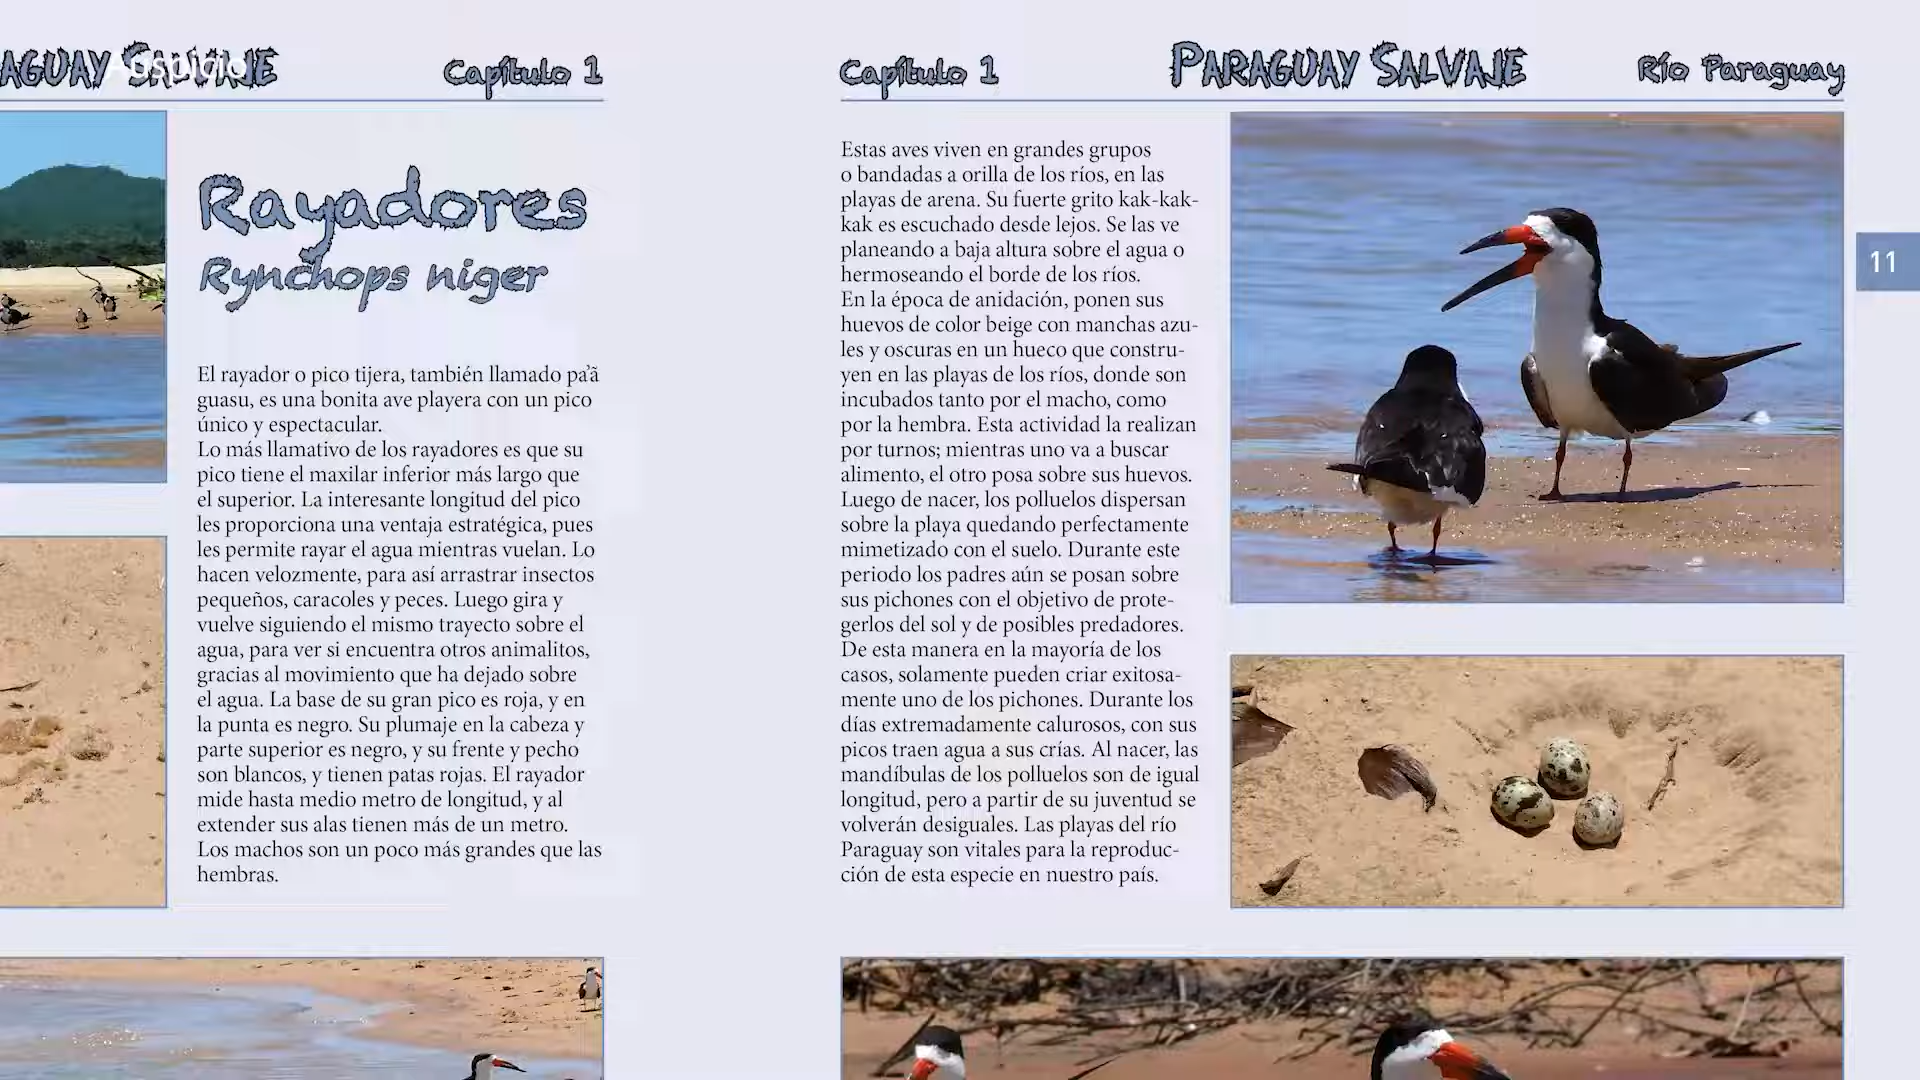 PARAGUAY SALVAJE
Auspicio
Capítulo 1
Rayadores
Rynchops niger
El rayador o pico tijera, también llamado pa'ã
guasu, es una bonita ave playera con un pico
único y espectacular.
Lo más llamativo de los rayadores es que su
pico tiene el maxilar inferior más largo que
el superior. La interesante longitud del pico
les proporciona una ventaja estratégica, pues
les permite rayar el agua mientras vuelan. Lo
hacen velozmente, para así arrastrar insectos
pequeños, caracoles y peces. Luego gira y
vuelve siguiendo el mismo trayecto sobre el
agua, para ver si encuentra otros animalitos,
gracias al movimiento que ha dejado sobre
el agua. La base de su gran pico es roja, y en
la punta es negro. Su plumaje en la cabeza y
parte superior es negro, y su frente y pecho
son blancos, y tienen patas rojas. El rayador
mide hasta medio metro de longitud, y al
extender sus alas tienen más de un metro.
Los machos son un poco más grandes que las
hembras.
Capítulo 1
PARAGUAY SALVAJE
Río Paraguay
Estas aves viven en grandes grupos
o bandadas a orilla de los ríos, en las
playas de arena. Su fuerte grito kak-kak-
kak es escuchado desde lejos. Se las ve
planeando a baja altura sobre el agua o
hermoseando el borde de los ríos.
En la época de anidación, ponen sus
huevos de color beige con manchas azu-
les y oscuras en un hueco que constru-
yen en las playas de los ríos, donde son
incubados tanto por el macho, como
por la hembra. Esta actividad la realizan
por turnos; mientras uno va a buscar
alimento, el otro posa sobre sus huevos.
Luego de nacer, los polluelos dispersan
sobre la playa quedando perfectamente
mimetizado con el suelo. Durante este
periodo los padres aún se posan sobre
sus pichones con el objetivo de prote-
gerlos del sol y de posibles predadores.
De esta manera en la mayoría de los
casos, solamente pueden criar exitosa-
mente uno de los pichones. Durante los
días extremadamente calurosos, con sus
picos traen agua a sus crías. Al nacer, las
mandíbulas de los polluelos son de igual
longitud, pero a partir de su juventud se
volverán desiguales. Las playas del río
Paraguay son vitales para la reproduc-
ción de esta especie en nuestro país.
11